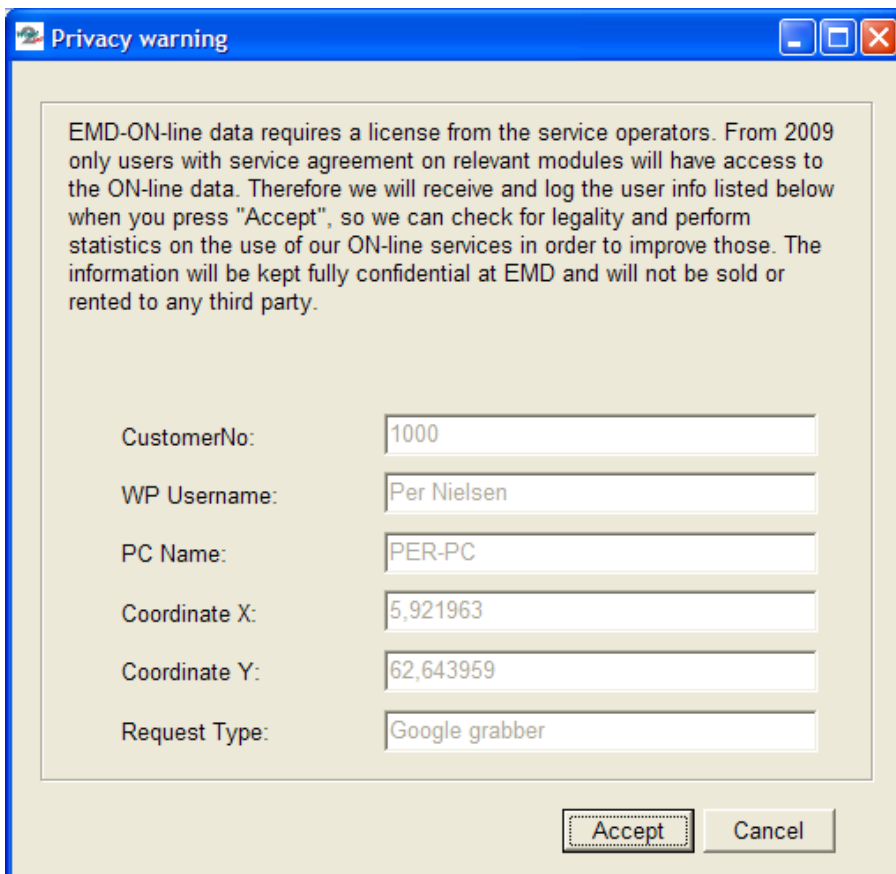 Privacy warning
EMD-ON-line data requires a license from the service operators. From 2009
only users with service agreement on relevant modules will have access to
the ON-line data. Therefore we will receive and log the user info listed below
when you press "Accept", so we can check for legality and perform
statistics on the use of our ON-line services in order to improve those. The
information will be kept fully confidential at EMD and will not be sold or
rented to any third party.
CustomerNo: 1000
WP Username: Per Nielsen
PC Name: PER-PC
Coordinate X: 5,921963
Coordinate Y: 62,643959
Request Type: Google grabber
Accept Cancel